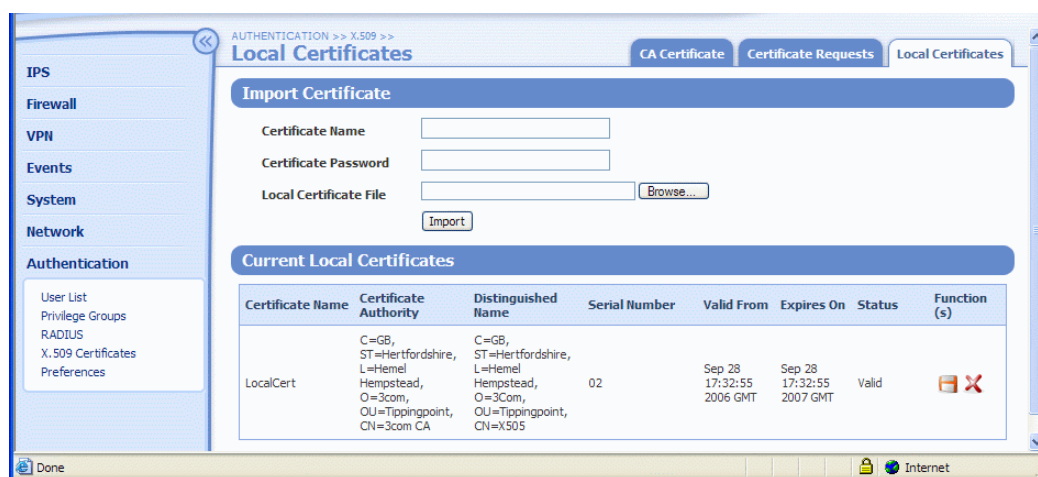 AUTHENTICATION >> X.509 >>
Local Certificates
CA Certificate
Certificate Requests
Local Certificates
IPS
Firewall
VPN
Events
System
Network
Authentication
User List
Privilege Groups
RADIUS
X.509 Certificates
Preferences
Import Certificate
Certificate Name
Certificate Password
Local Certificate File
Browse...
Import
Current Local Certificates
Certificate Name
Certificate
Authority
Distinguished
Name
Serial Number
Valid From
Expires On
Status
Function
(s)
LocalCert
C=GB,
ST=Hertfordshire,
L=Hemel
Hempstead,
O=3com,
OU=Tippingpoint,
CN=3com CA
C=GB,
ST=Hertfordshire,
L=Hemel
Hempstead,
O=3Com,
OU=Tippingpoint,
CN=X505
02
Sep 28
17:32:55
2006 GMT
Sep 28
17:32:55
2007 GMT
Valid
Done
Internet